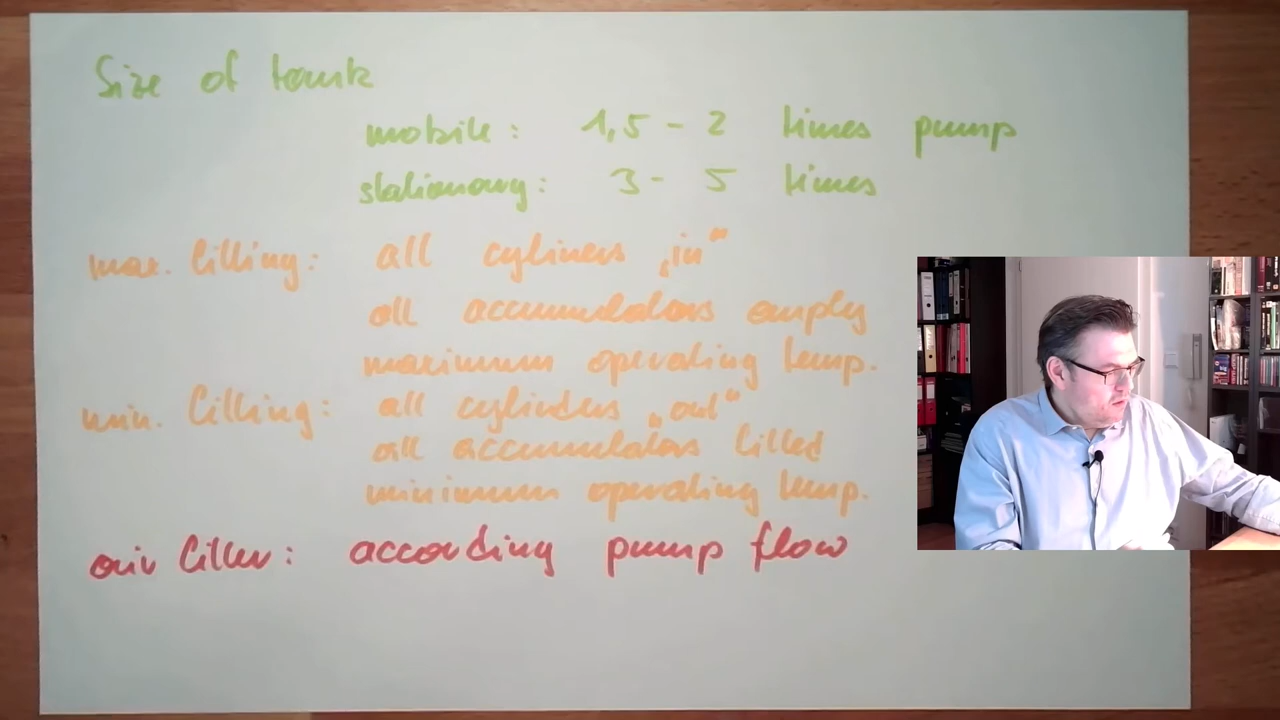 Size of tank
mobile: 1,5 - 2 times pump
stationary: 3 - 5 times
max. filling: all cyliners „in“
all accumulators empty
maximum operating temp.
min. filling: all cylinders „out“
all accumulators filled
minimum operating temp.
air filter: according pump flow